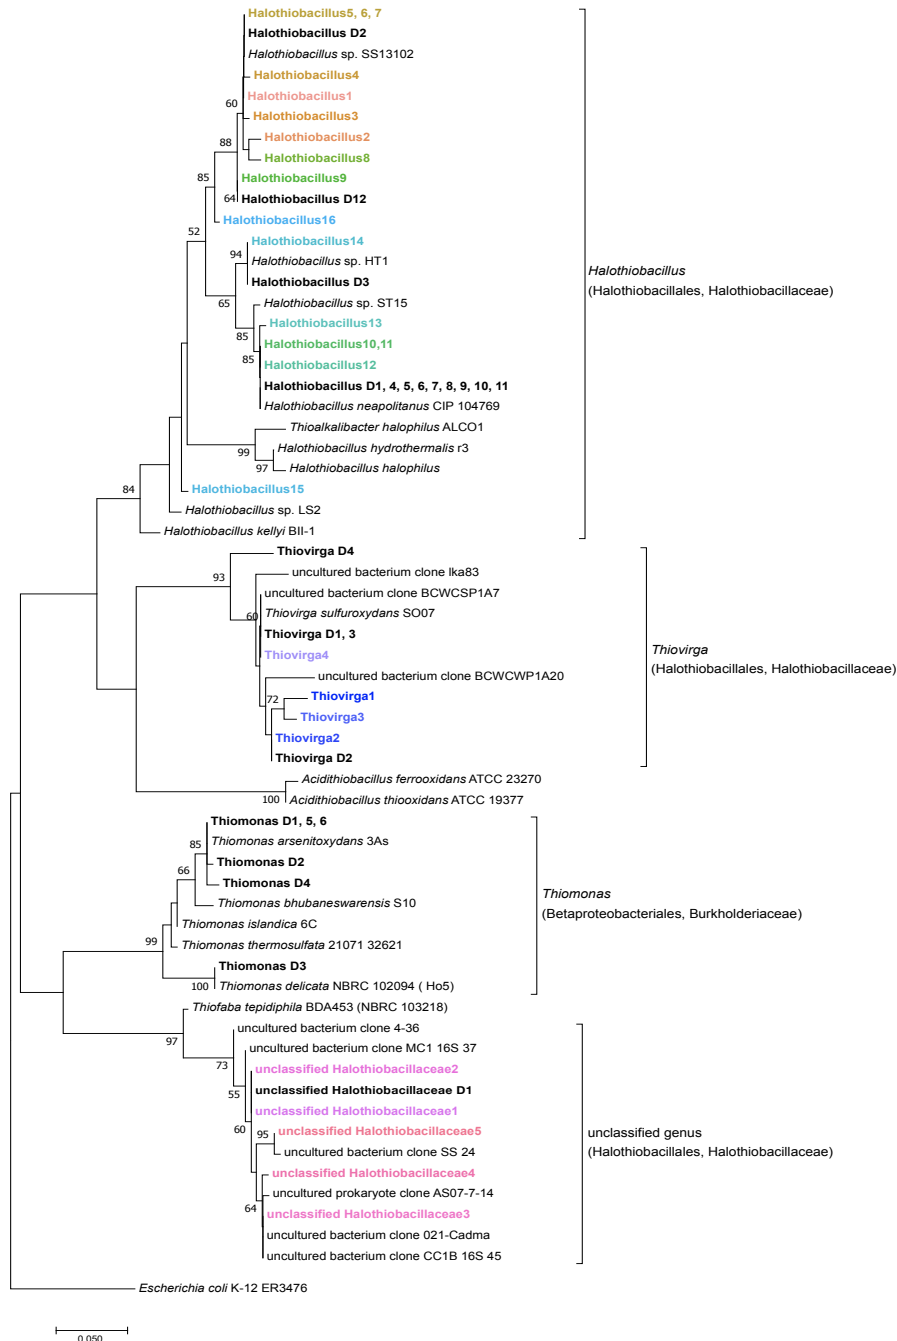 Halothiobacillus5, 6, 7
Halothiobacillus D2
Halothiobacillus sp. SS13102
Halothiobacillus4
Halothiobacillus1
60
Halothiobacillus3
Halothiobacillus2
88
Halothiobacillus8
85
Halothiobacillus9
64
Halothiobacillus D12
Halothiobacillus16
52
Halothiobacillus14
94
Halothiobacillus sp. HT1
Halothiobacillus D3
65
Halothiobacillus sp. ST15
Halothiobacillus13
85
Halothiobacillus10,11
85
Halothiobacillus12
Halothiobacillus D1, 4, 5, 6, 7, 8, 9, 10, 11
Halothiobacillus neapolitanus CIP 104769
Thioalkalibacter halophilus ALCO1
99
Halothiobacillus hydrothermalis r3
97
Halothiobacillus halophilus
84
Halothiobacillus15
Halothiobacillus sp. LS2
Halothiobacillus kellyi BII-1
Halothiobacillus
(Halothiobacillales, Halothiobacillaceae)
Thiovirga D4
93
uncultured bacterium clone lka83
uncultured bacterium clone BCWCSP1A7
60
Thiovirga sulfuroxydans SO07
Thiovirga D1, 3
Thiovirga4
uncultured bacterium clone BCWCWP1A20
72
Thiovirga1
Thiovirga3
Thiovirga2
Thiovirga D2
Thiovirga
(Halothiobacillales, Halothiobacillaceae)
Acidithiobacillus ferrooxidans ATCC 23270
100
Acidithiobacillus thiooxidans ATCC 19377
Thiomonas D1, 5, 6
85
Thiomonas arsenitoxydans 3As
Thiomonas D2
66
Thiomonas D4
Thiomonas bhubaneswarensis S10
Thiomonas islandica 6C
99
Thiomonas thermosulfata 21071 32621
Thiomonas D3
100
Thiomonas delicata NBRC 102094 ( Ho5)
Thiomonas
(Betaproteobacteriales, Burkholderiaceae)
Thiofaba tepidiphila BDA453 (NBRC 103218)
97
uncultured bacterium clone 4-36
73
uncultured bacterium clone MC1 16S 37
unclassified Halothiobacillaceae2
55
unclassified Halothiobacillaceae D1
unclassified Halothiobacillaceae1
60
95
unclassified Halothiobacillaceae5
uncultured bacterium clone SS 24
unclassified Halothiobacillaceae4
uncultured prokaryote clone AS07-7-14
64
unclassified Halothiobacillaceae3
uncultured bacterium clone 021-Cadma
uncultured bacterium clone CC1B 16S 45
unclassified genus
(Halothiobacillales, Halothiobacillaceae)
Escherichia coli K-12 ER3476
0.050